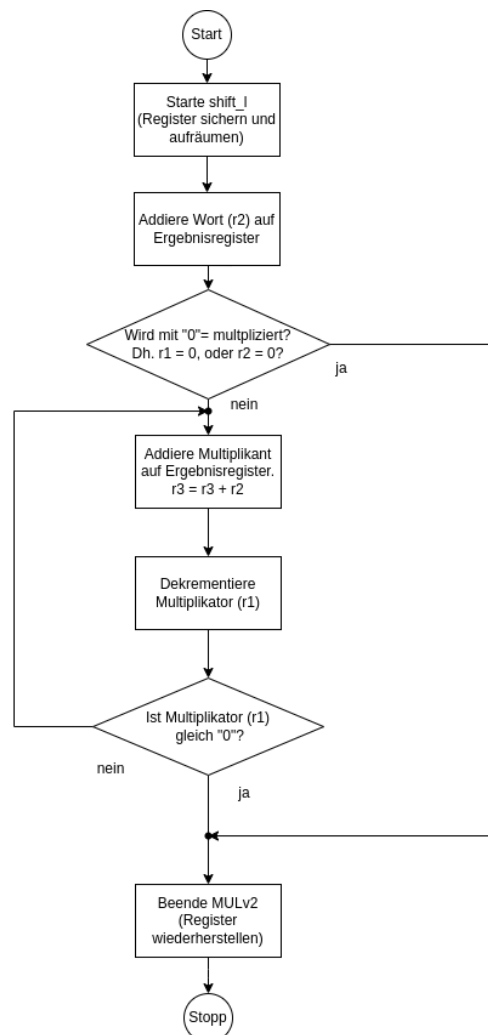 Start
Starte shift_l
(Register sichern und
aufräumen)
Addiere Wort (r2) auf
Ergebnisregister
Wird mit "0"= multpliziert?
Dh. r1 = 0, oder r2 = 0?
ja
nein
Addiere Multiplikant
auf Ergebnisregister.
r3 = r3 + r2
Dekrementiere
Multiplikator (r1)
Ist Multiplikator (r1)
gleich "0"?
nein
ja
Beende MULv2
(Register
wiederherstellen)
Stopp